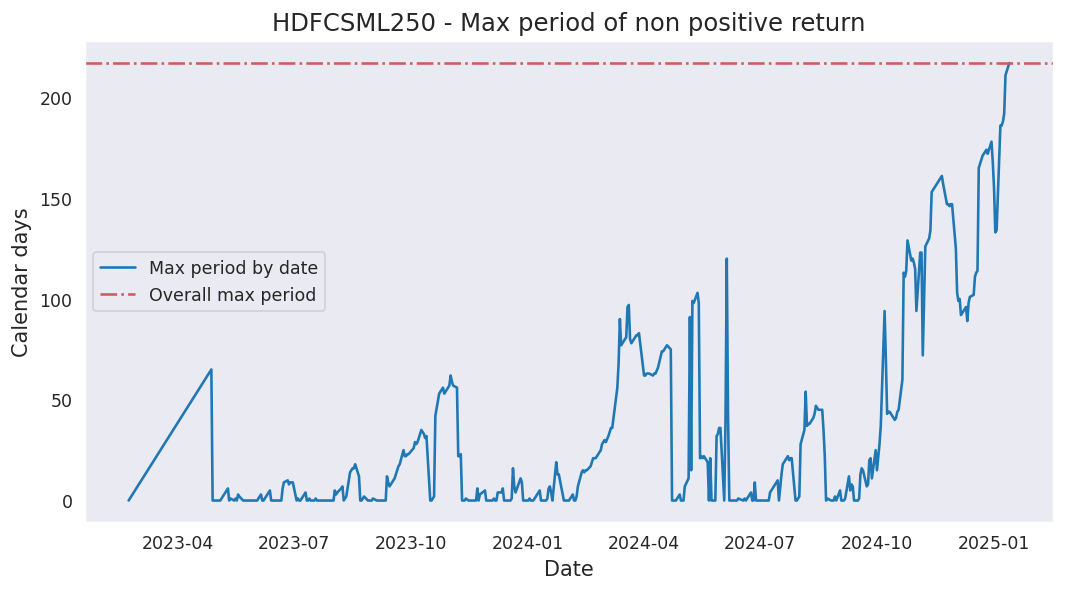 HDFCSML250 - Max period of non positive return
200
150
100
50
0
Calendar days
Max period by date
Overall max period
2023-04
2023-07
2023-10
2024-01
2024-04
2024-07
2024-10
2025-01
Date